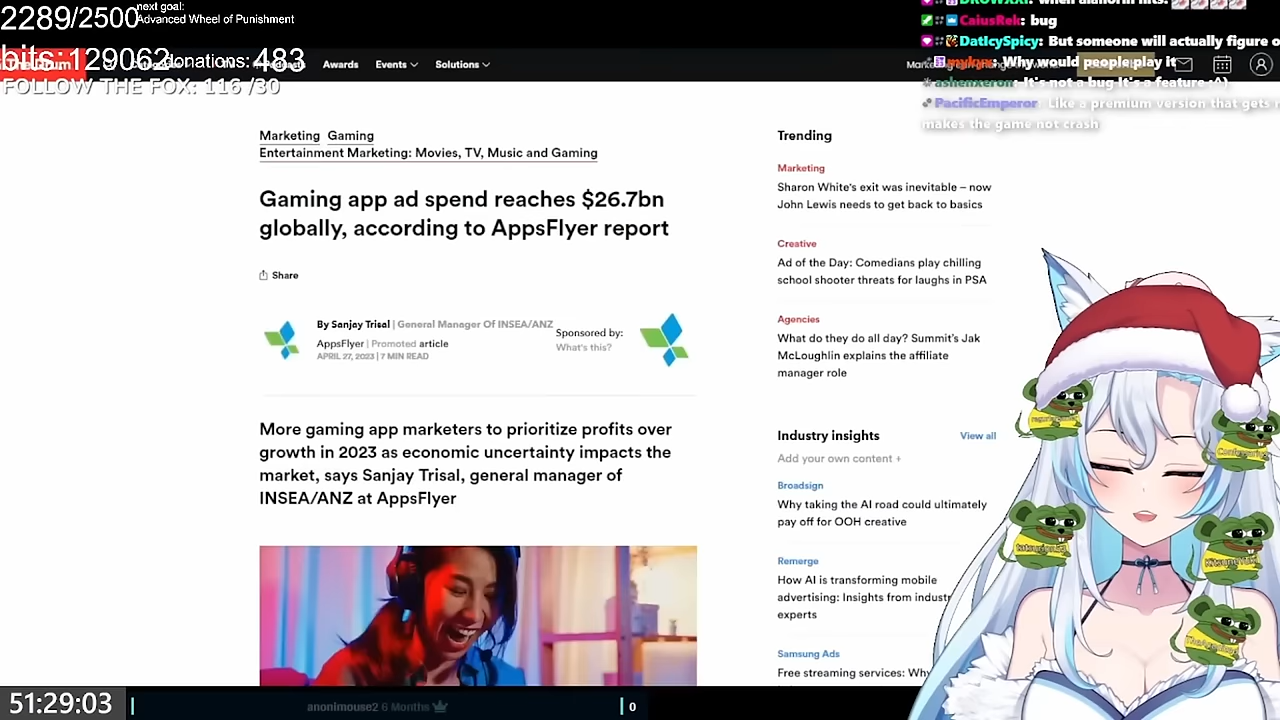 2289/2500
next goal:
Advanced Wheel of Punishment
bits:129062
donations: 483
FOLLOW THE FOX: 116 /30
Awards
Events
Solutions
DROWXXI: when alahorn hits:
CaiusRek: bug
DatIcySpicy: But someone will actually figure o
mylow: Why would people play it
ashenxeron: It's not a bug It's a feature :^)
PacificEmperor: Like a premium version that gets r
makes the game not crash
Marketing Gaming
Entertainment Marketing: Movies, TV, Music and Gaming
Gaming app ad spend reaches $26.7bn
globally, according to AppsFlyer report
Share
By Sanjay Trisal | General Manager Of INSEA/ANZ
AppsFlyer | Promoted article
APRIL 27, 2023 | 7 MIN READ
Sponsored by:
What's this?
More gaming app marketers to prioritize profits over
growth in 2023 as economic uncertainty impacts the
market, says Sanjay Trisal, general manager of
INSEA/ANZ at AppsFlyer
Trending
Marketing
Sharon White's exit was inevitable – now
John Lewis needs to get back to basics
Creative
Ad of the Day: Comedians play chilling
school shooter threats for laughs in PSA
Agencies
What do they do all day? Summit's Jak
McLoughlin explains the affiliate
manager role
Industry insights
View all
Add your own content +
Broadsign
Why taking the AI road could ultimately
pay off for OOH creative
Remerge
How AI is transforming mobile
advertising: Insights from industr
experts
Samsung Ads
Free streaming services: Why
51:29:03
anonimouse2 6 Months
0